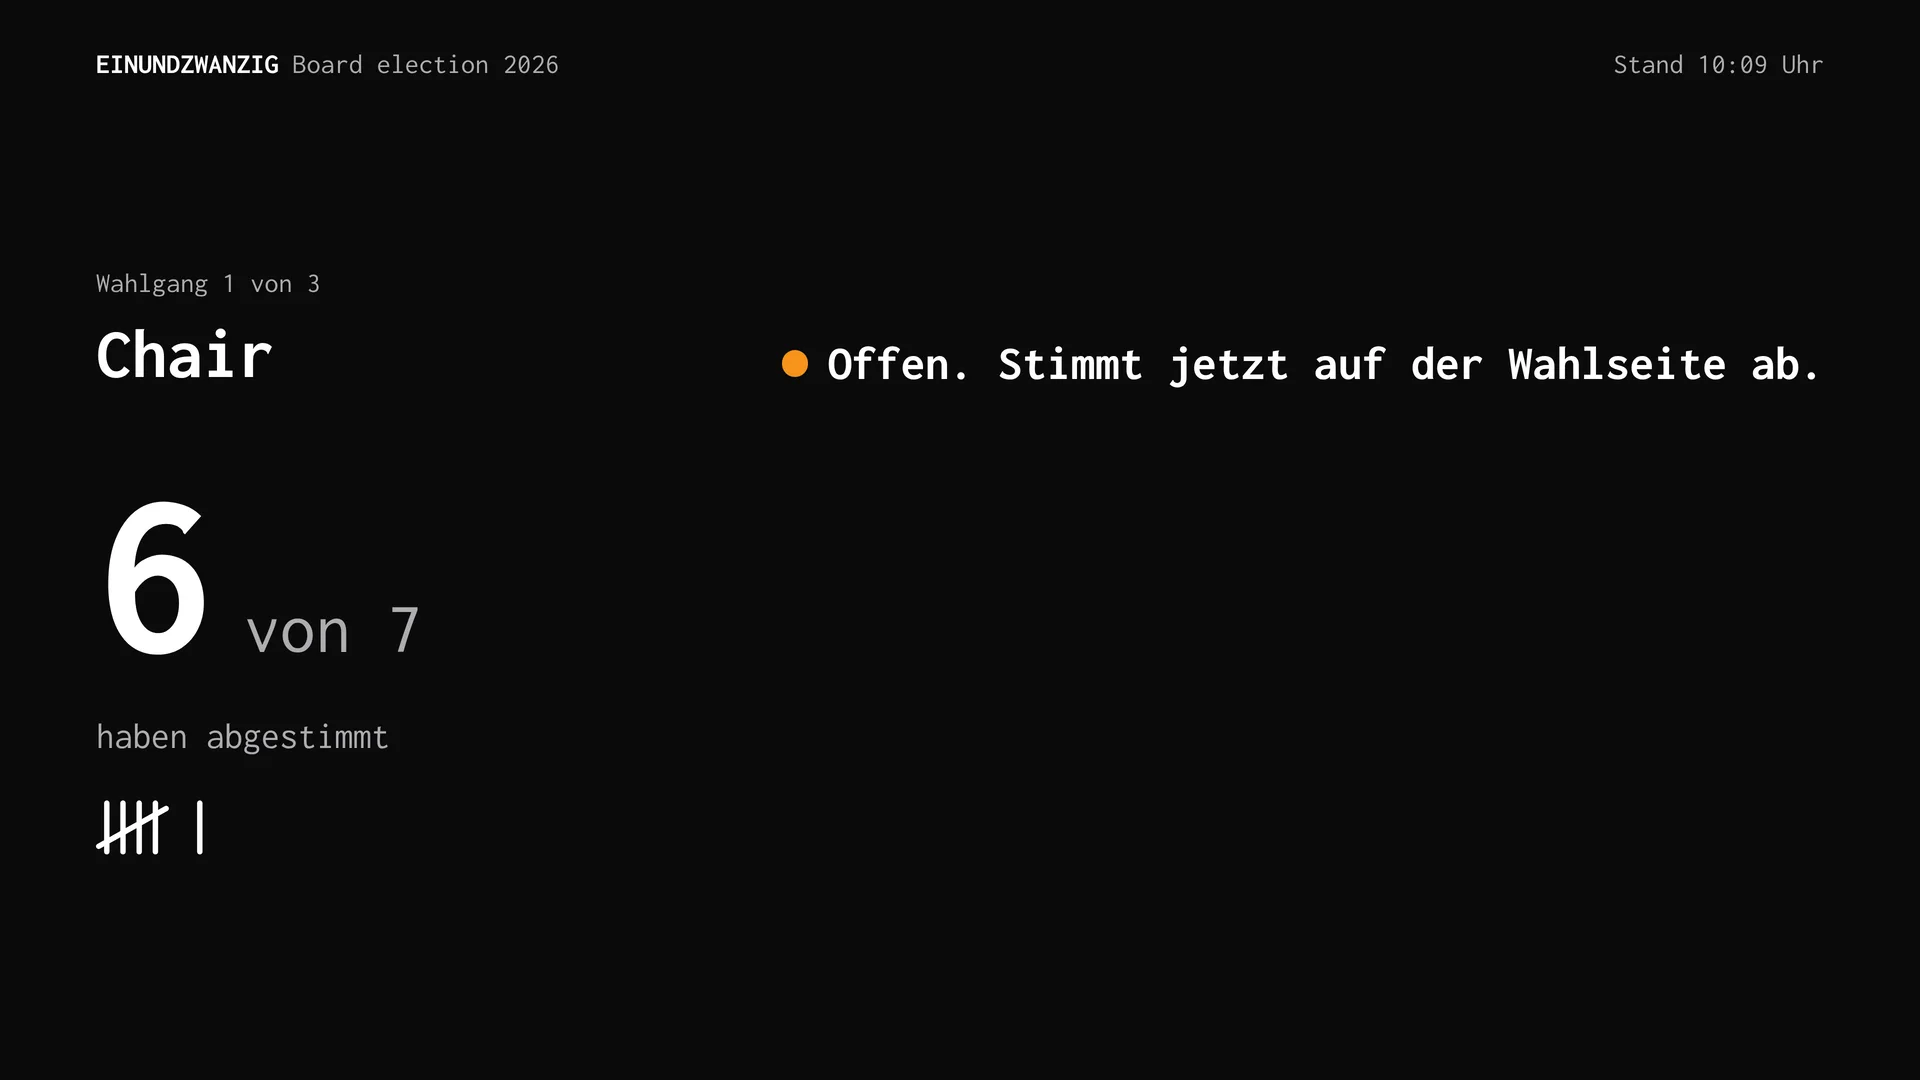 EINUNDZWANZIG Board election 2026
Stand 10:09 Uhr
Wahlgang 1 von 3
Chair
Offen. Stimmt jetzt auf der Wahlseite ab.
6 von 7
haben abgestimmt